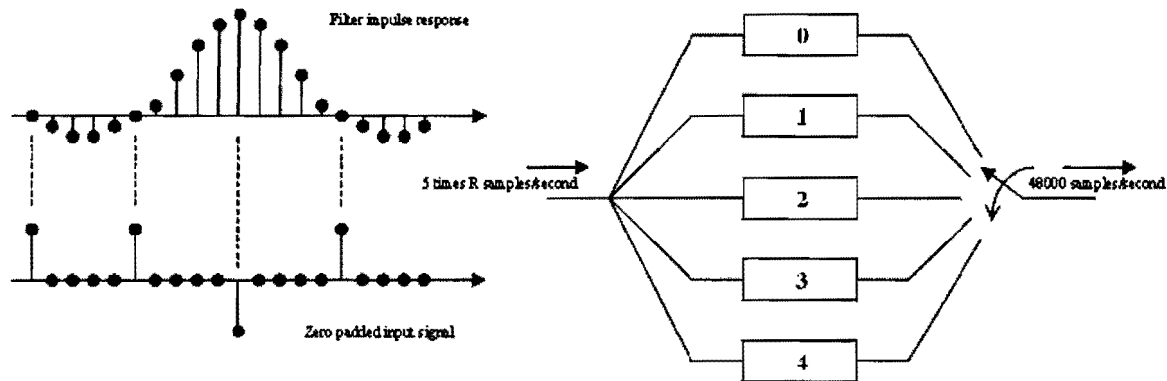 Filter impulse response
Zero padded input signal
5 times R samples/second
0
1
2
3
4
48000 samples/second